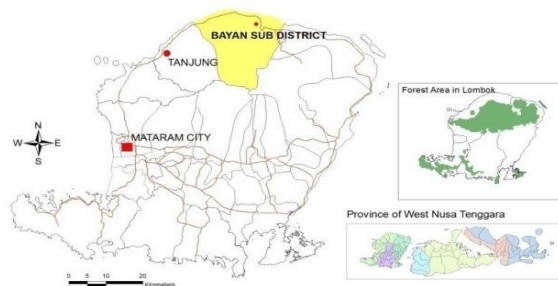 BAYAN SUB DISTRICT
TANJUNG
MATARAM CITY
N
W E
S
0 5 10 20
Kilometers
Forest Area in Lombok
Province of West Nusa Tenggara